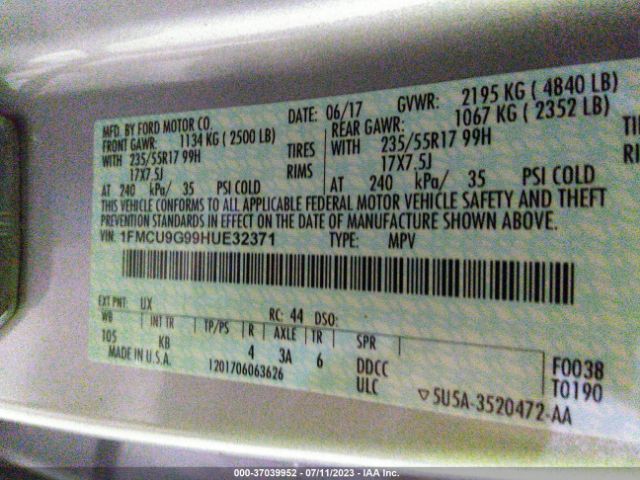 MFD. BY FORD MOTOR CO. DATE: 06/17 GVWR: 2195 KG ( 4840 LB)
FRONT GAWR: 1134 KG ( 2500 LB) REAR GAWR: 1067 KG ( 2352 LB)
WITH 235/55R17 99H TIRES WITH 235/55R17 99H TIRE
17X7.5J RIMS 17X7.5J RIM
AT 240 kPa/ 35 PSI COLD AT 240 kPa/ 35 PSI COLD
THIS VEHICLE CONFORMS TO ALL APPLICABLE FEDERAL MOTOR VEHICLE SAFETY AND THEFT
PREVENTION STANDARDS IN EFFECT ON THE DATE OF MANUFACTURE SHOWN ABOVE.
VIN: 1FMCU9G99HUE32371 TYPE: MPV
EXT PNT: UX RC: 44 DSO:
WB INT TR TP/PS R AXLE TR SPR
105 KB 4 3A 6 DDCC F0038
MADE IN U.S.A. 1201706063626 ULC T0190
▽5U5A-3520472-AA
000-37039952 - 07/11/2023 - IAA Inc.